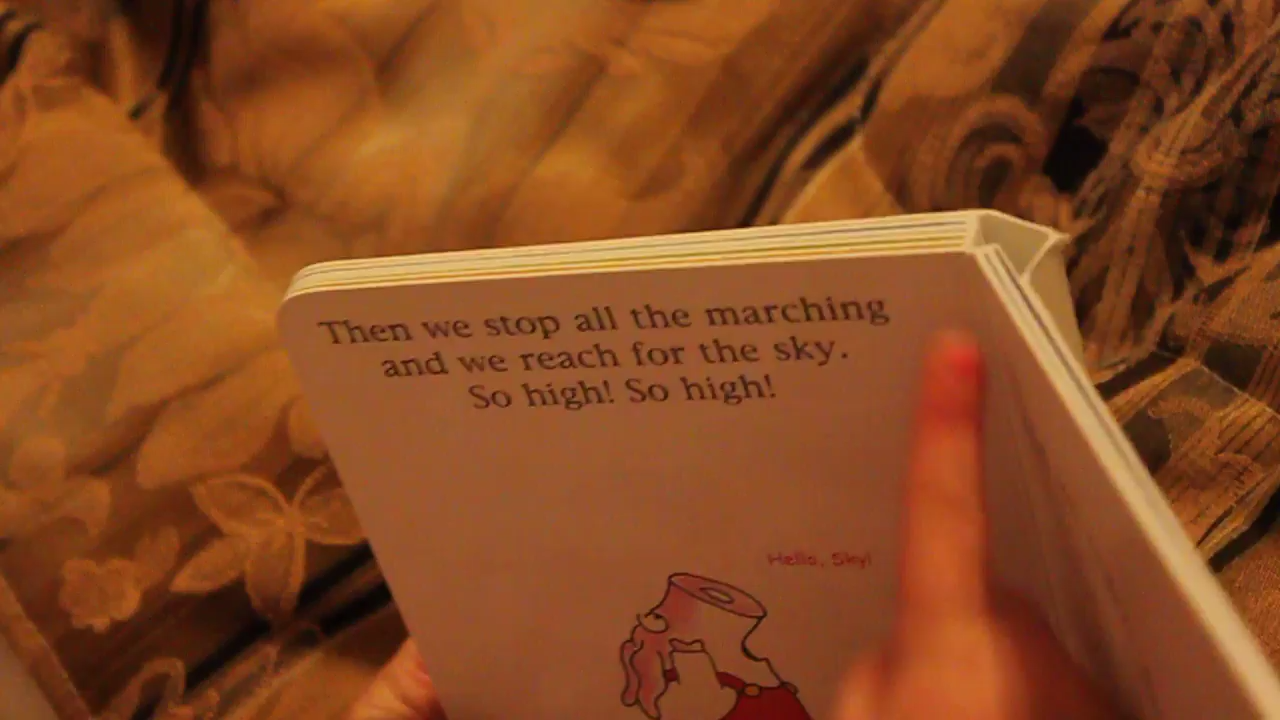 Then we stop all the marching
and we reach for the sky.
So high! So high!
Hello, Sky!